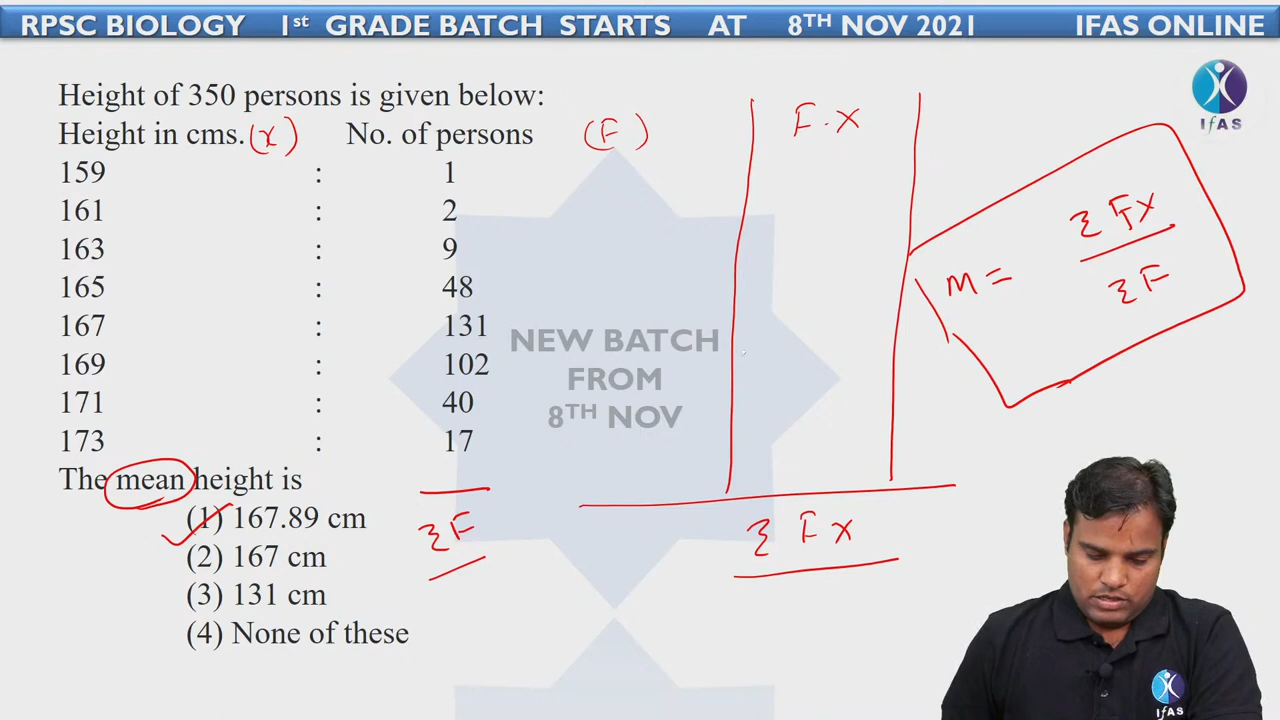 RPSC BIOLOGY 1st GRADE BATCH STARTS AT 8TH NOV 2021 IFAS ONLINE
IfAS
Height of 350 persons is given below:
Height in cms. (x) No. of persons (F) F.x
159 : 1
161 : 2
163 : 9
165 : 48
167 : 131
169 : 102
171 : 40
173 : 17
M = ΣFx / ΣF
NEW BATCH
FROM
8TH NOV
The mean height is
(1) 167.89 cm
(2) 167 cm
(3) 131 cm
(4) None of these
ΣF ΣFx
IfAS